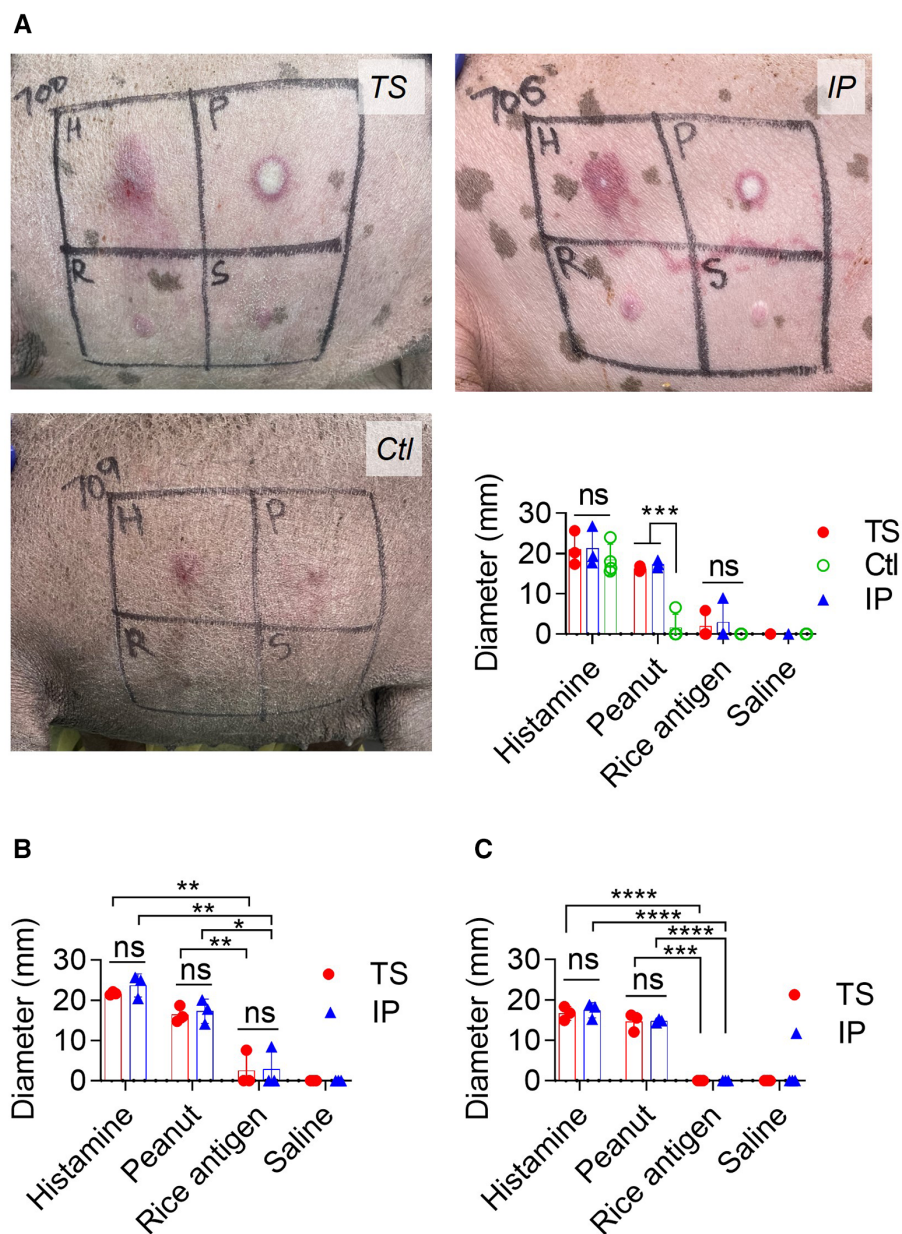 A
TS
700
H
P
R
S
IP
706
H
P
R
S
Ctl
709
H
P
R
S
Diameter (mm)
30
20
10
0
ns
***
ns
TS
Ctl
IP
Histamine
Peanut
Rice antigen
Saline
B
Diameter (mm)
30
20
10
0
**
**
*
**
ns
ns
ns
TS
IP
Histamine
Peanut
Rice antigen
Saline
C
Diameter (mm)
30
20
10
0
****
****
****
***
ns
ns
TS
IP
Histamine
Peanut
Rice antigen
Saline